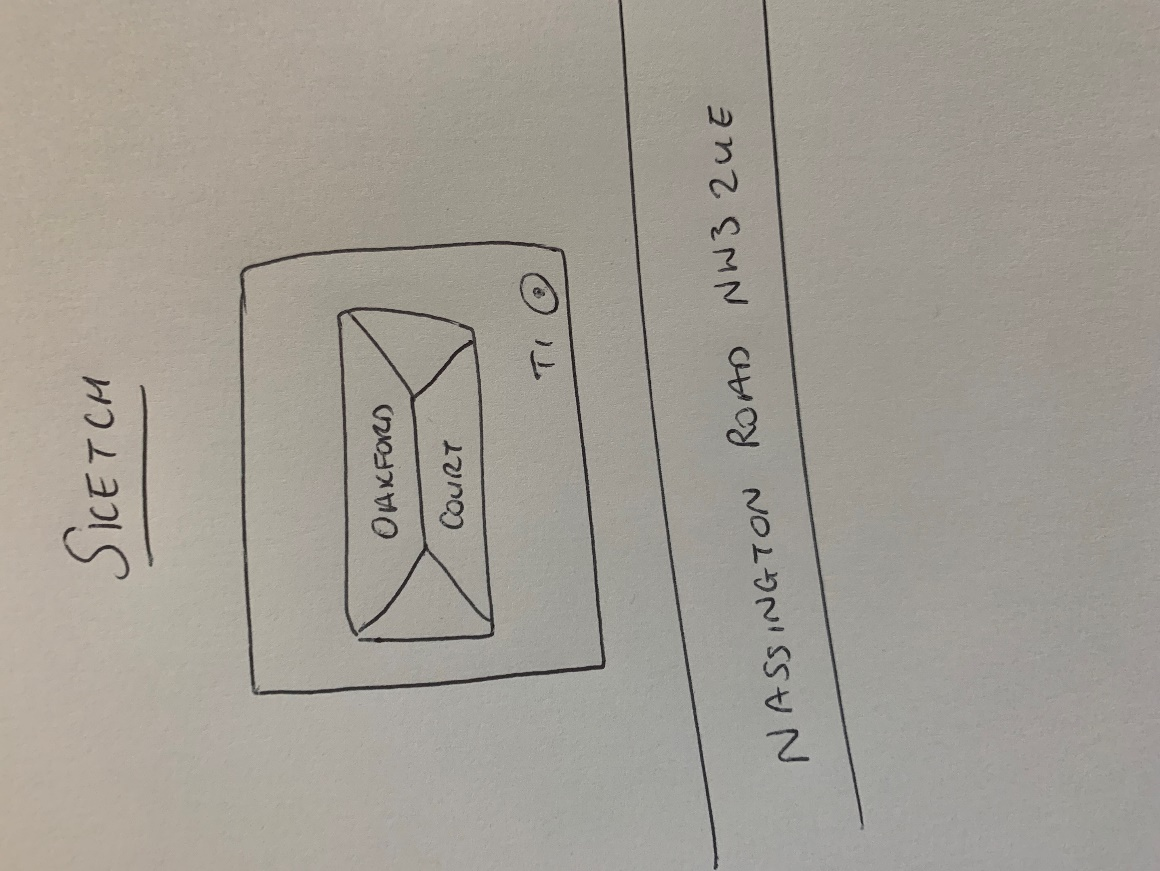 SKETCH
OAKFORD
COURT
T1
NASSINGTON ROAD NW3 2UE